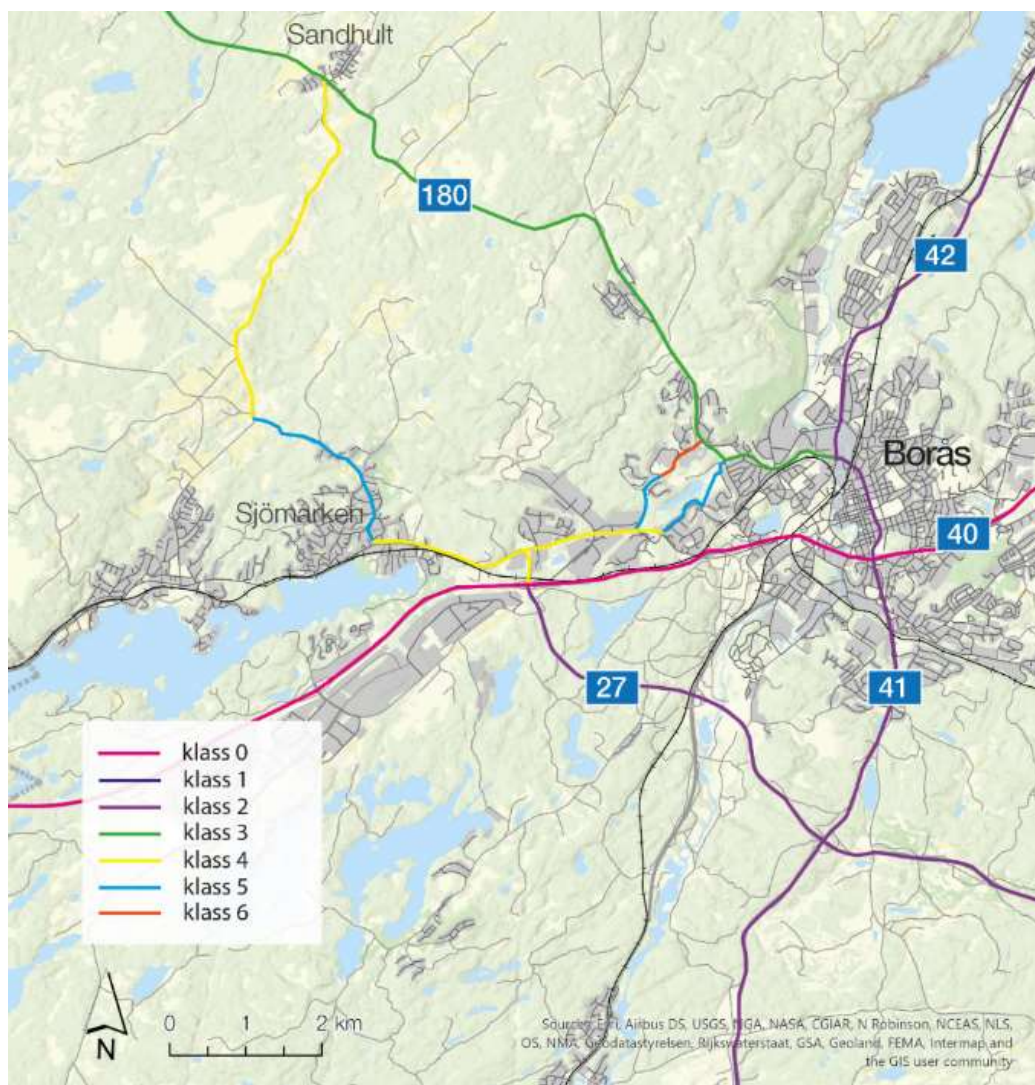 Sandhult
180
42
Borås
Sjömarken
40
27
41
klass 0
klass 1
klass 2
klass 3
klass 4
klass 5
klass 6
N
0 1 2 km
Sources: Esri, Airbus DS, USGS, NGA, NASA, CGIAR, N Robinson, NCEAS, NLS,
OS, NMA, Geodatastyrelsen, Rijkswaterstaat, GSA, Geoland, FEMA, Intermap and
the GIS user community